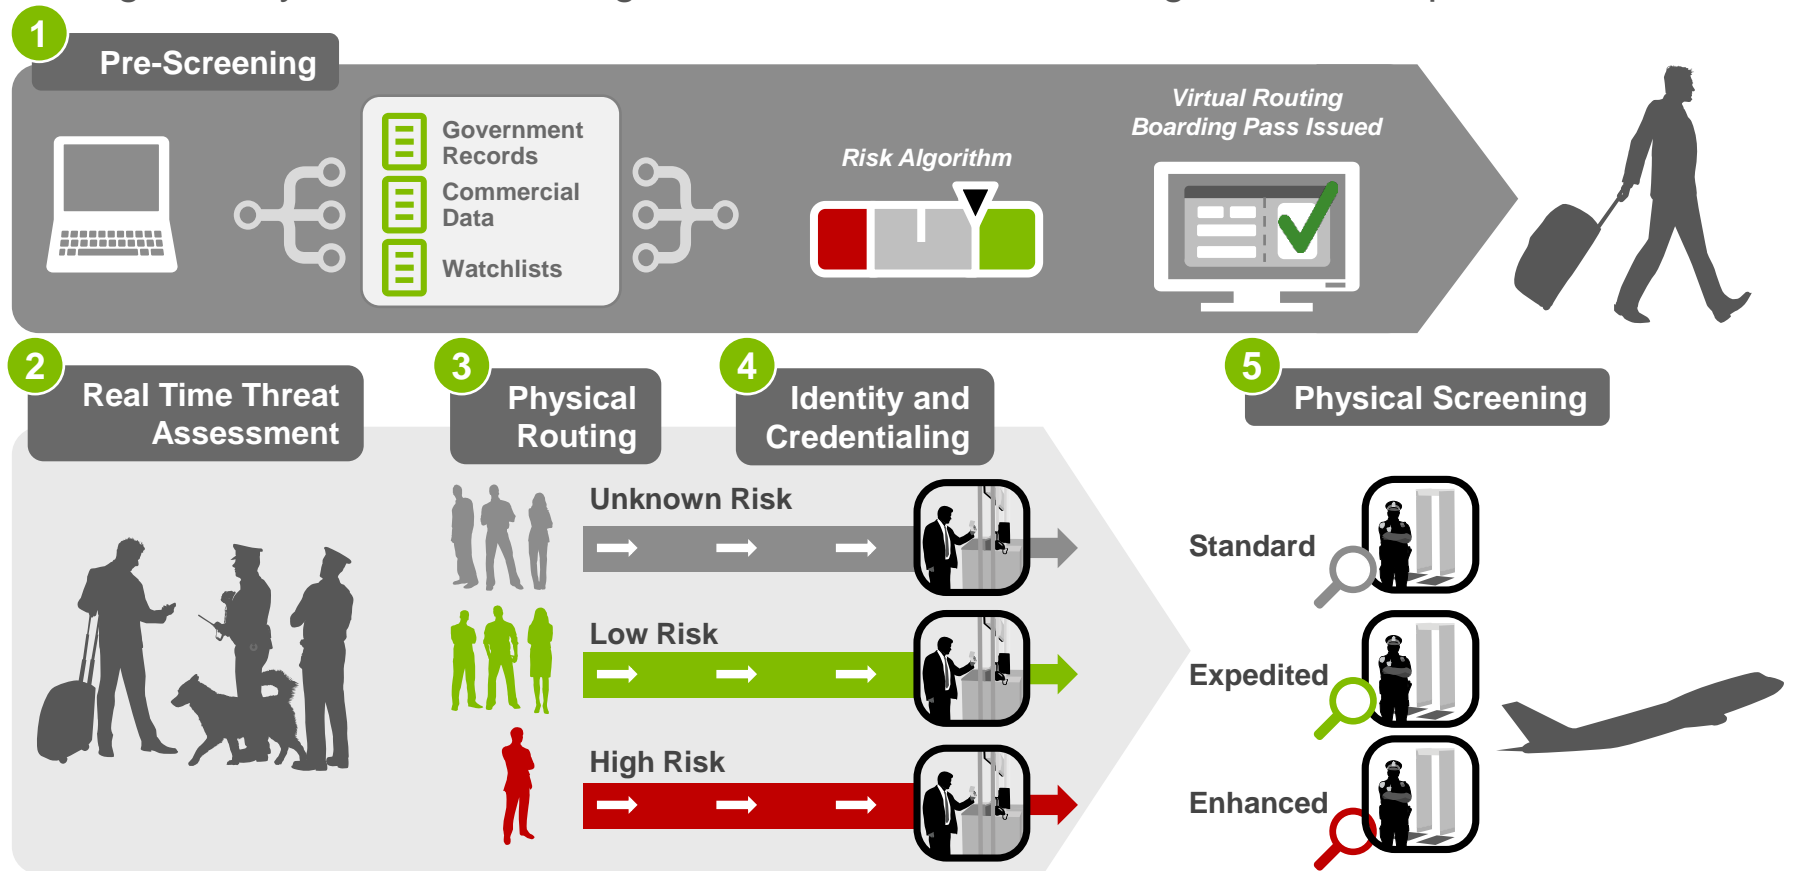 1
Pre-Screening
Government
Records
Commercial
Data
Watchlists
Risk Algorithm
Virtual Routing
Boarding Pass Issued
2
Real Time Threat
Assessment
3
Physical
Routing
4
Identity and
Credentialing
5
Physical Screening
Unknown Risk
Low Risk
High Risk
Standard
Expedited
Enhanced